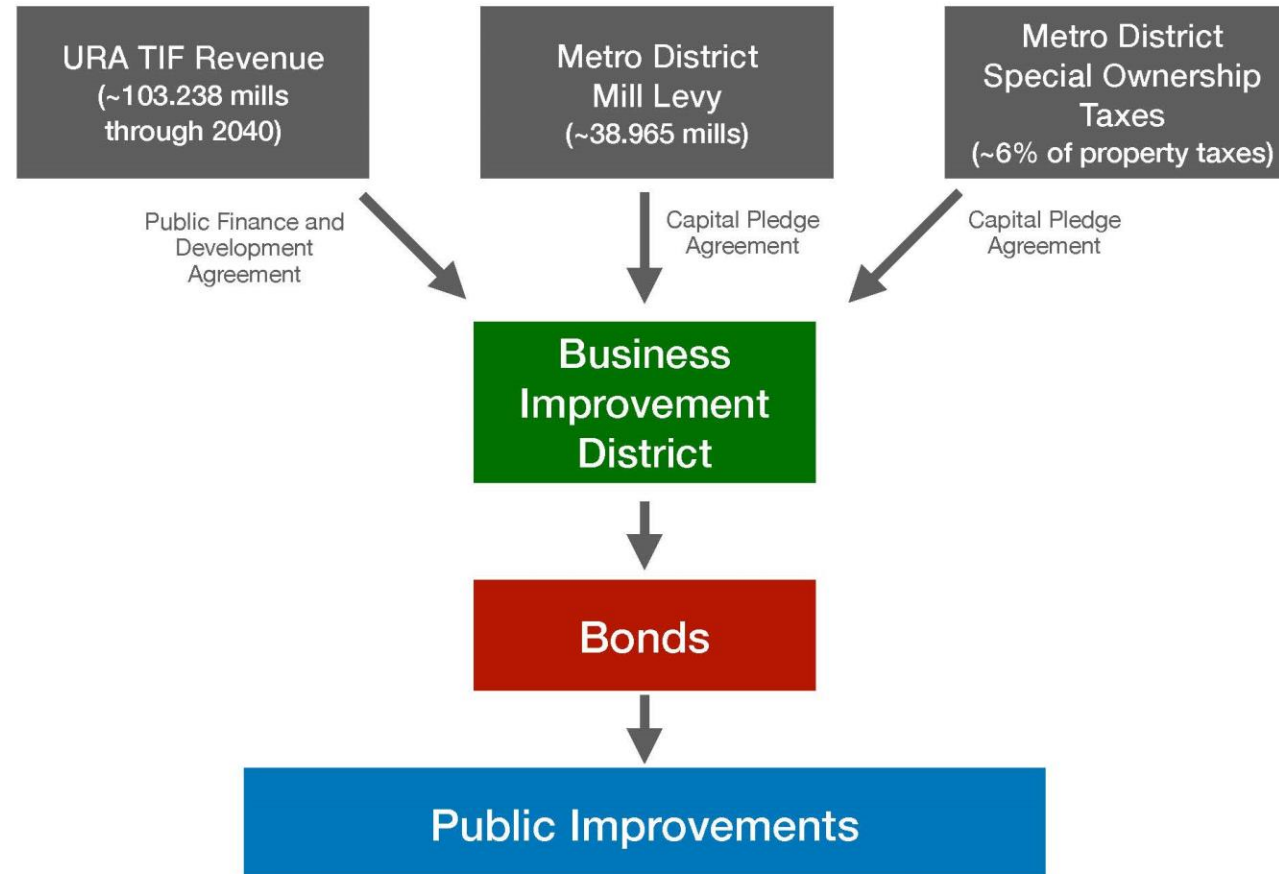 URA TIF Revenue
(~103.238 mills
through 2040)
Metro District
Mill Levy
(~38.965 mills)
Metro District
Special Ownership
Taxes
(~6% of property taxes)
Public Finance and
Development
Agreement
Capital Pledge
Agreement
Capital Pledge
Agreement
Business
Improvement
District
Bonds
Public Improvements